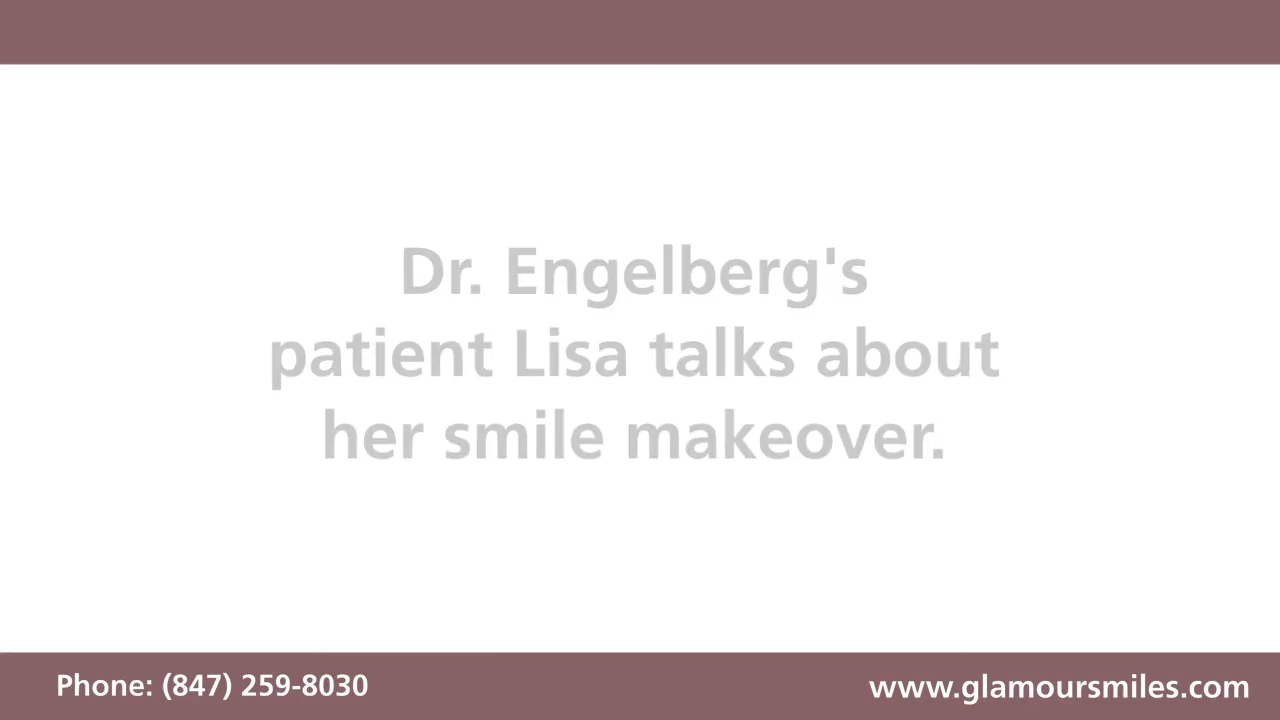 Dr. Engelberg's
patient Lisa talks about
her smile makeover.
Phone: (847) 259-8030
www.glamoursmiles.com